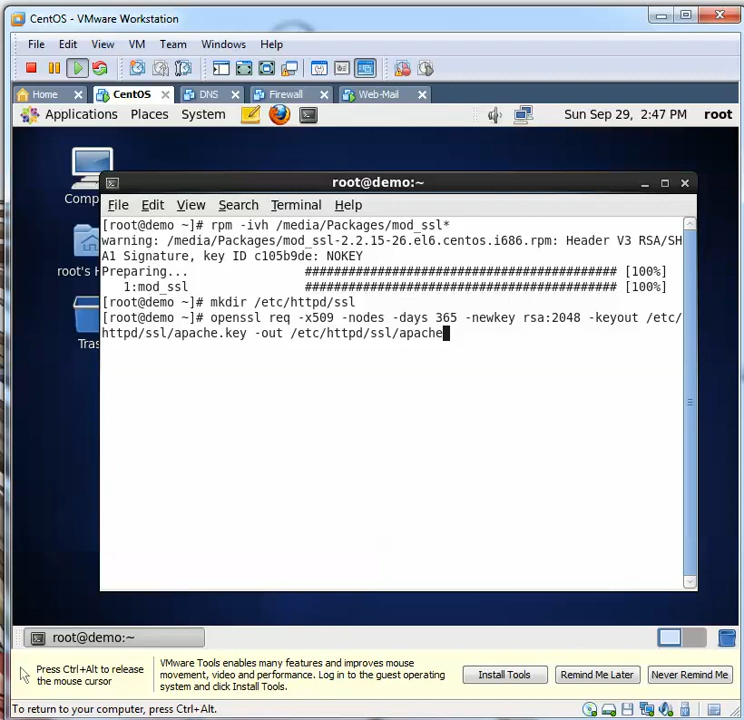 CentOS - VMware Workstation
File Edit View VM Team Windows Help
Home CentOS DNS Firewall Web-Mail
Applications Places System Sun Sep 29, 2:47 PM root
Comp
root's H
Tras
root@demo:~
File Edit View Search Terminal Help
[root@demo ~]# rpm -ivh /media/Packages/mod_ssl*
warning: /media/Packages/mod_ssl-2.2.15-26.el6.centos.i686.rpm: Header V3 RSA/SH
A1 Signature, key ID c105b9de: NOKEY
Preparing... ########################################### [100%]
1:mod_ssl ########################################### [100%]
[root@demo ~]# mkdir /etc/httpd/ssl
[root@demo ~]# openssl req -x509 -nodes -days 365 -newkey rsa:2048 -keyout /etc/
httpd/ssl/apache.key -out /etc/httpd/ssl/apache
root@demo:~
Press Ctrl+Alt to release
the mouse cursor
VMware Tools enables many features and improves mouse
movement, video and performance. Log in to the guest operating
system and click Install Tools.
Install Tools Remind Me Later Never Remind Me
To return to your computer, press Ctrl+Alt.